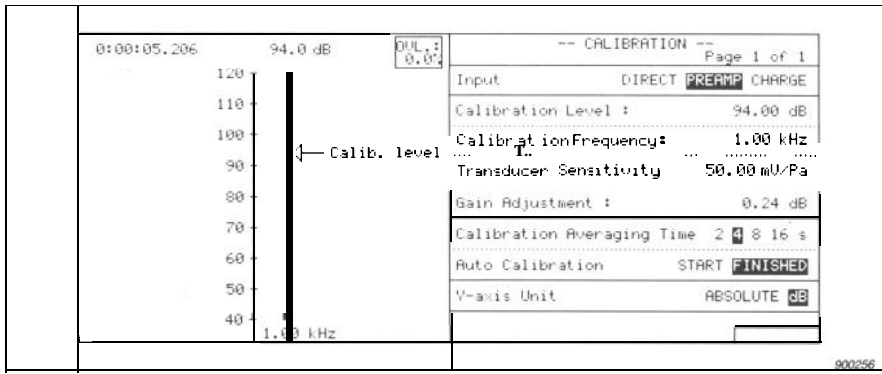 0:00:05.206 94.0 dB OVL.: 0.0%
120
110
100
90
80
70
60
50
40
Calib. level
1.00 kHz
-- CALIBRATION --
Page 1 of 1
Input DIRECT PREAMP CHARGE
Calibration Level : 94.00 dB
Calibration Frequency: 1.00 kHz
Transducer Sensitivity 50.00 mV/Pa
Gain Adjustment : 0.24 dB
Calibration Averaging Time 2 4 8 16 s
Auto Calibration START FINISHED
Y-axis Unit ABSOLUTE dB
900256